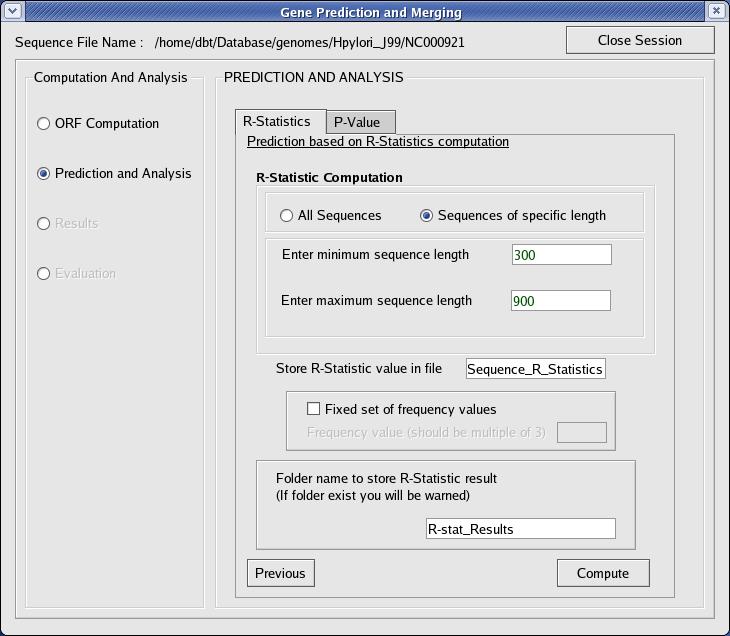 Gene Prediction and Merging
Sequence File Name : /home/dbt/Database/genomes/Hpylori_J99/NC000921
Close Session
Computation And Analysis
ORF Computation
Prediction and Analysis
Results
Evaluation
PREDICTION AND ANALYSIS
R-Statistics
P-Value
Prediction based on R-Statistics computation
R-Statistic Computation
All Sequences
Sequences of specific length
Enter minimum sequence length
300
Enter maximum sequence length
900
Store R-Statistic value in file
Sequence_R_Statistics
Fixed set of frequency values
Frequency value (should be multiple of 3)
Folder name to store R-Statistic result
(If folder exist you will be warned)
R-stat_Results
Previous
Compute